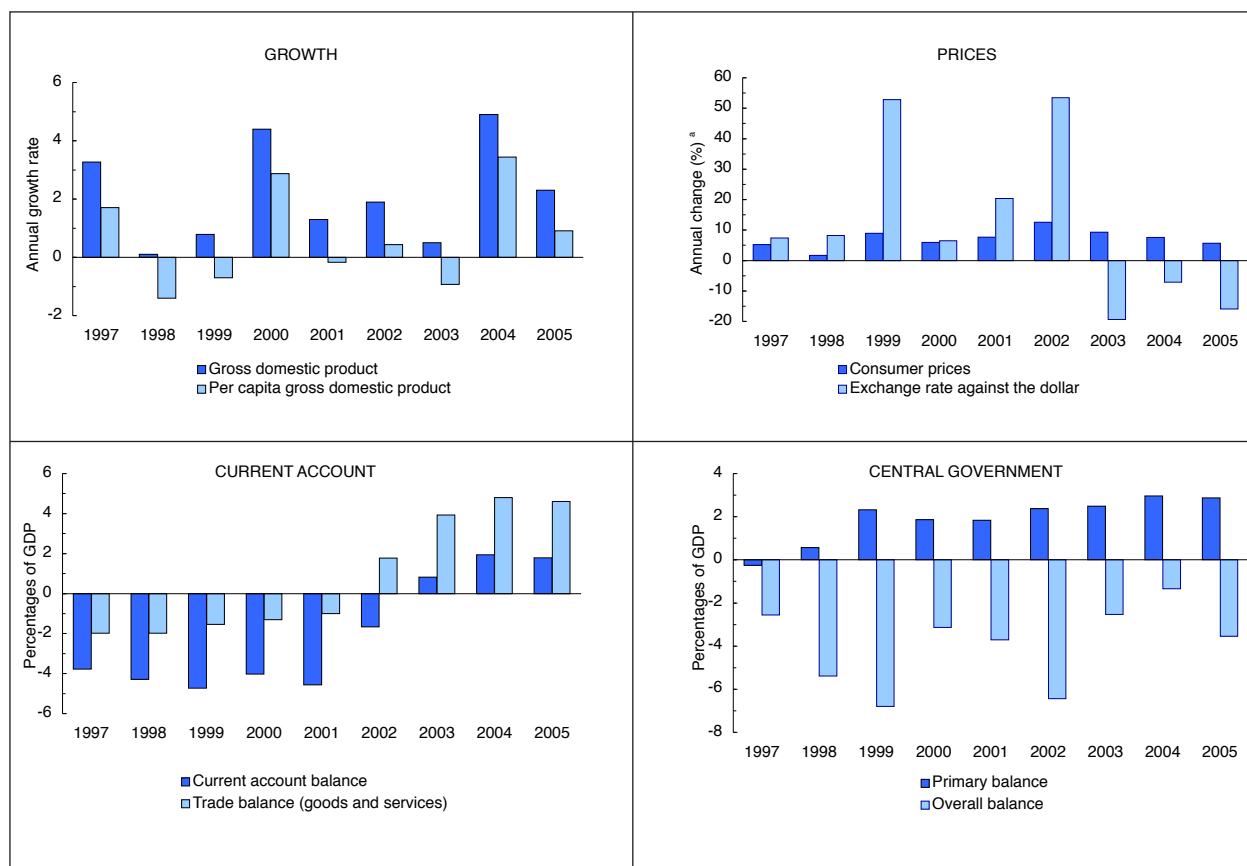 GROWTH
Annual growth rate
6
4
2
0
-2
1997 1998 1999 2000 2001 2002 2003 2004 2005
Gross domestic product
Per capita gross domestic product
PRICES
Annual change (%) a
60
50
40
30
20
10
0
-10
-20
1997 1998 1999 2000 2001 2002 2003 2004 2005
Consumer prices
Exchange rate against the dollar
CURRENT ACCOUNT
Percentages of GDP
6
4
2
0
-2
-4
-6
1997 1998 1999 2000 2001 2002 2003 2004 2005
Current account balance
Trade balance (goods and services)
CENTRAL GOVERNMENT
Percentages of GDP
4
2
0
-2
-4
-6
-8
1997 1998 1999 2000 2001 2002 2003 2004 2005
Primary balance
Overall balance